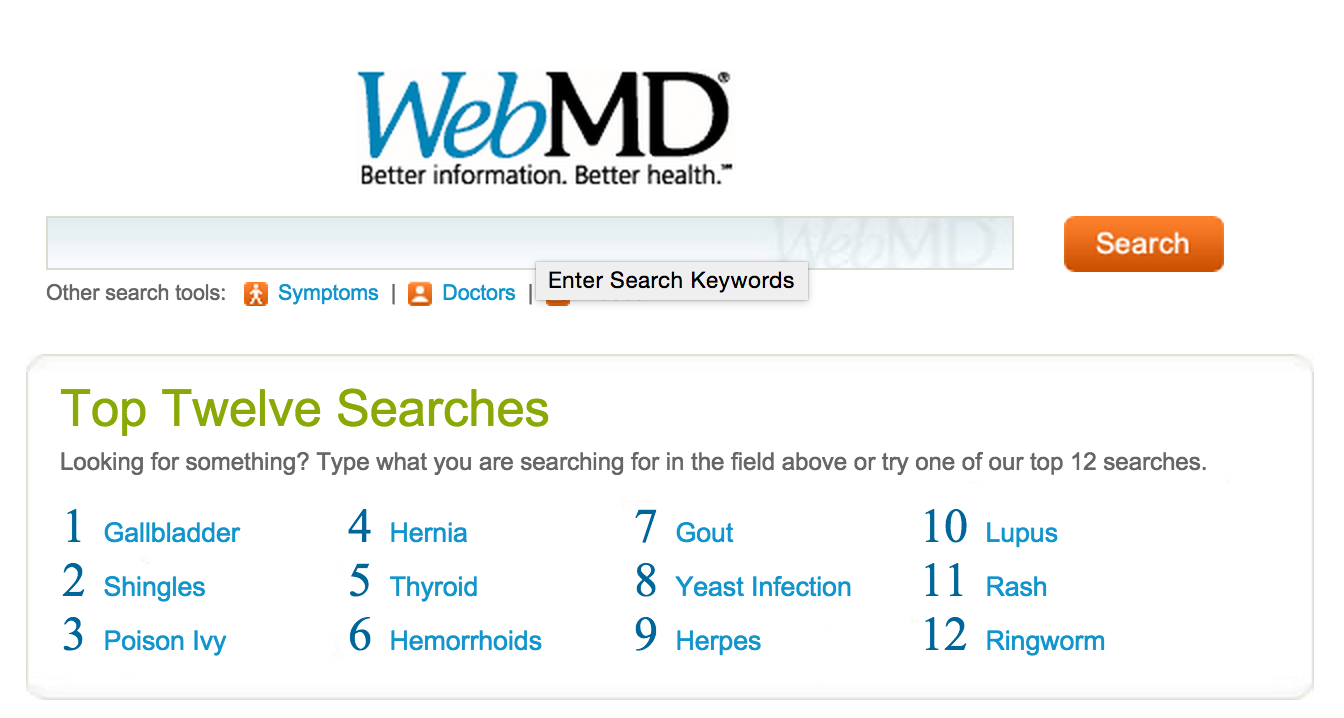 WebMD®
Better information. Better health.℠
WebMD
Search
Enter Search Keywords
Other search tools: Symptoms | Doctors |
Top Twelve Searches
Looking for something? Type what you are searching for in the field above or try one of our top 12 searches.
1 Gallbladder
2 Shingles
3 Poison Ivy
4 Hernia
5 Thyroid
6 Hemorrhoids
7 Gout
8 Yeast Infection
9 Herpes
10 Lupus
11 Rash
12 Ringworm